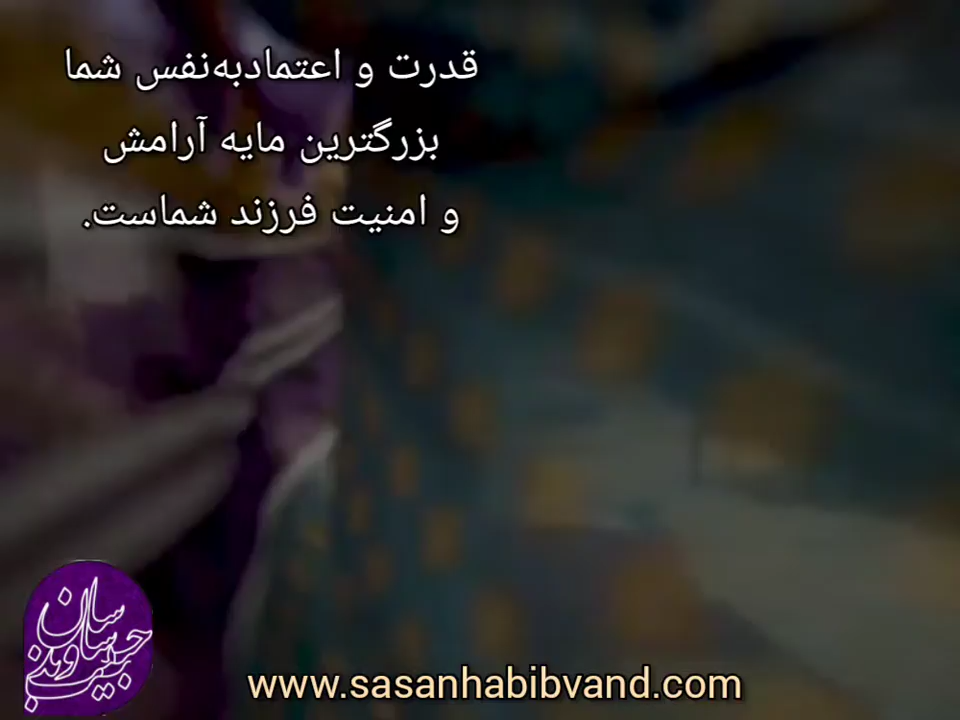 قدرت و اعتمادبه‌نفس شما
بزرگترین مایه آرامش
و امنیت فرزند شماست.
ساسان حبیب‌وند
www.sasanhabibvand.com